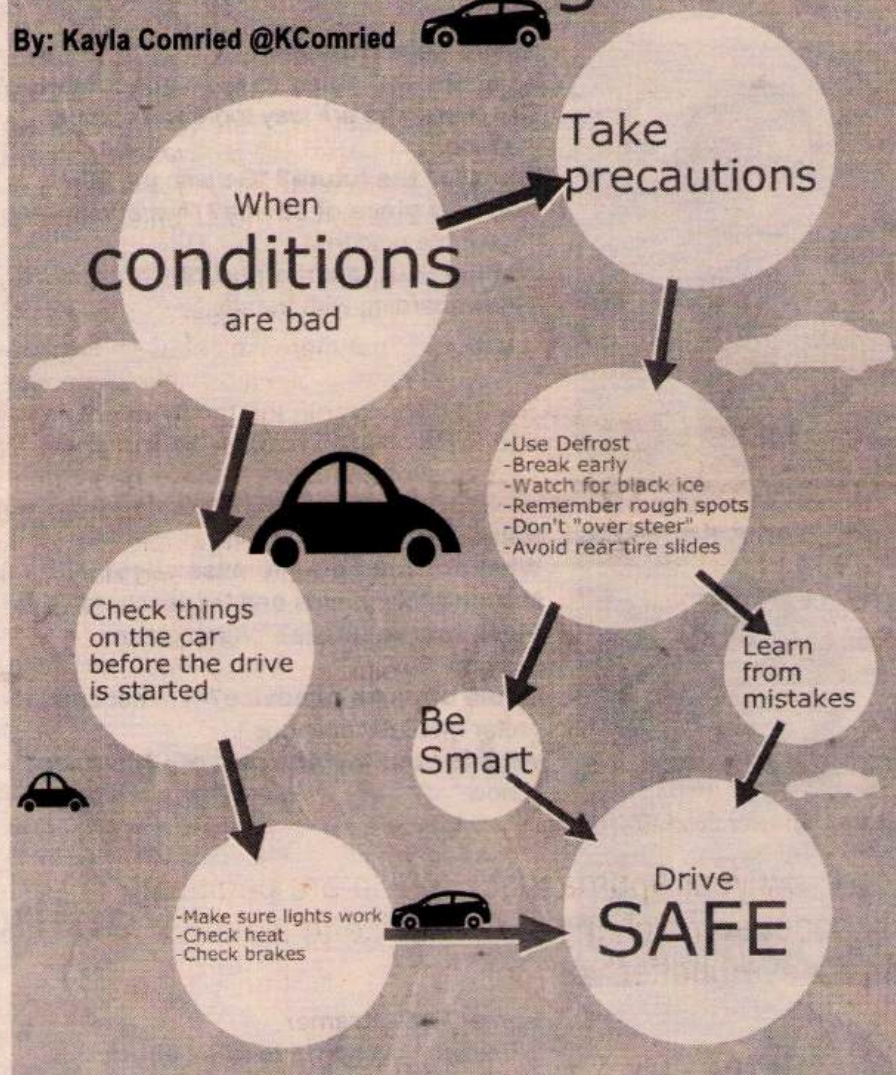 By: Kayla Comried @KComried
When
conditions
are bad
Take
precautions
-Use Defrost
-Break early
-Watch for black ice
-Remember rough spots
-Don't "over steer"
-Avoid rear tire slides
Check things
on the car
before the drive
is started
Learn
from
mistakes
Be
Smart
-Make sure lights work
-Check heat
-Check brakes
Drive
SAFE